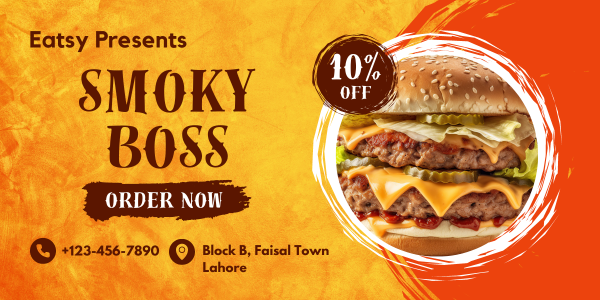 Eatsy Presents
SMOKY
BOSS
ORDER NOW
10%
OFF
+123-456-7890
Block B, Faisal Town
Lahore